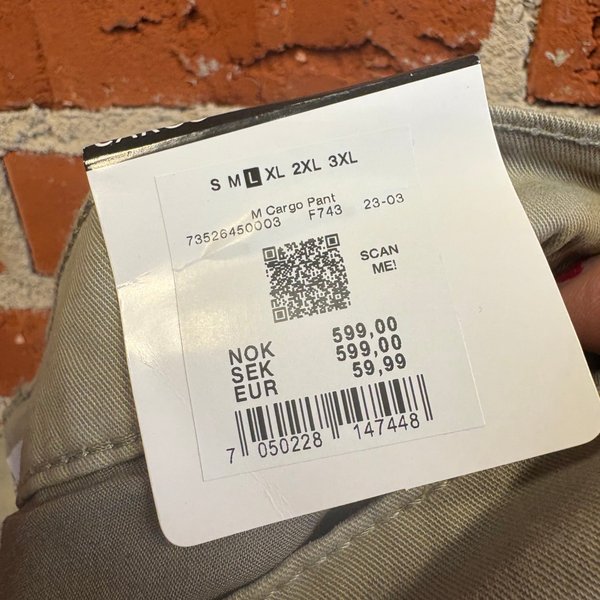 S M L XL 2XL 3XL
M Cargo Pant
73526450003 F743 23-03
SCAN
ME!
NOK 599,00
SEK 599,00
EUR 59,99
7 050228 147448